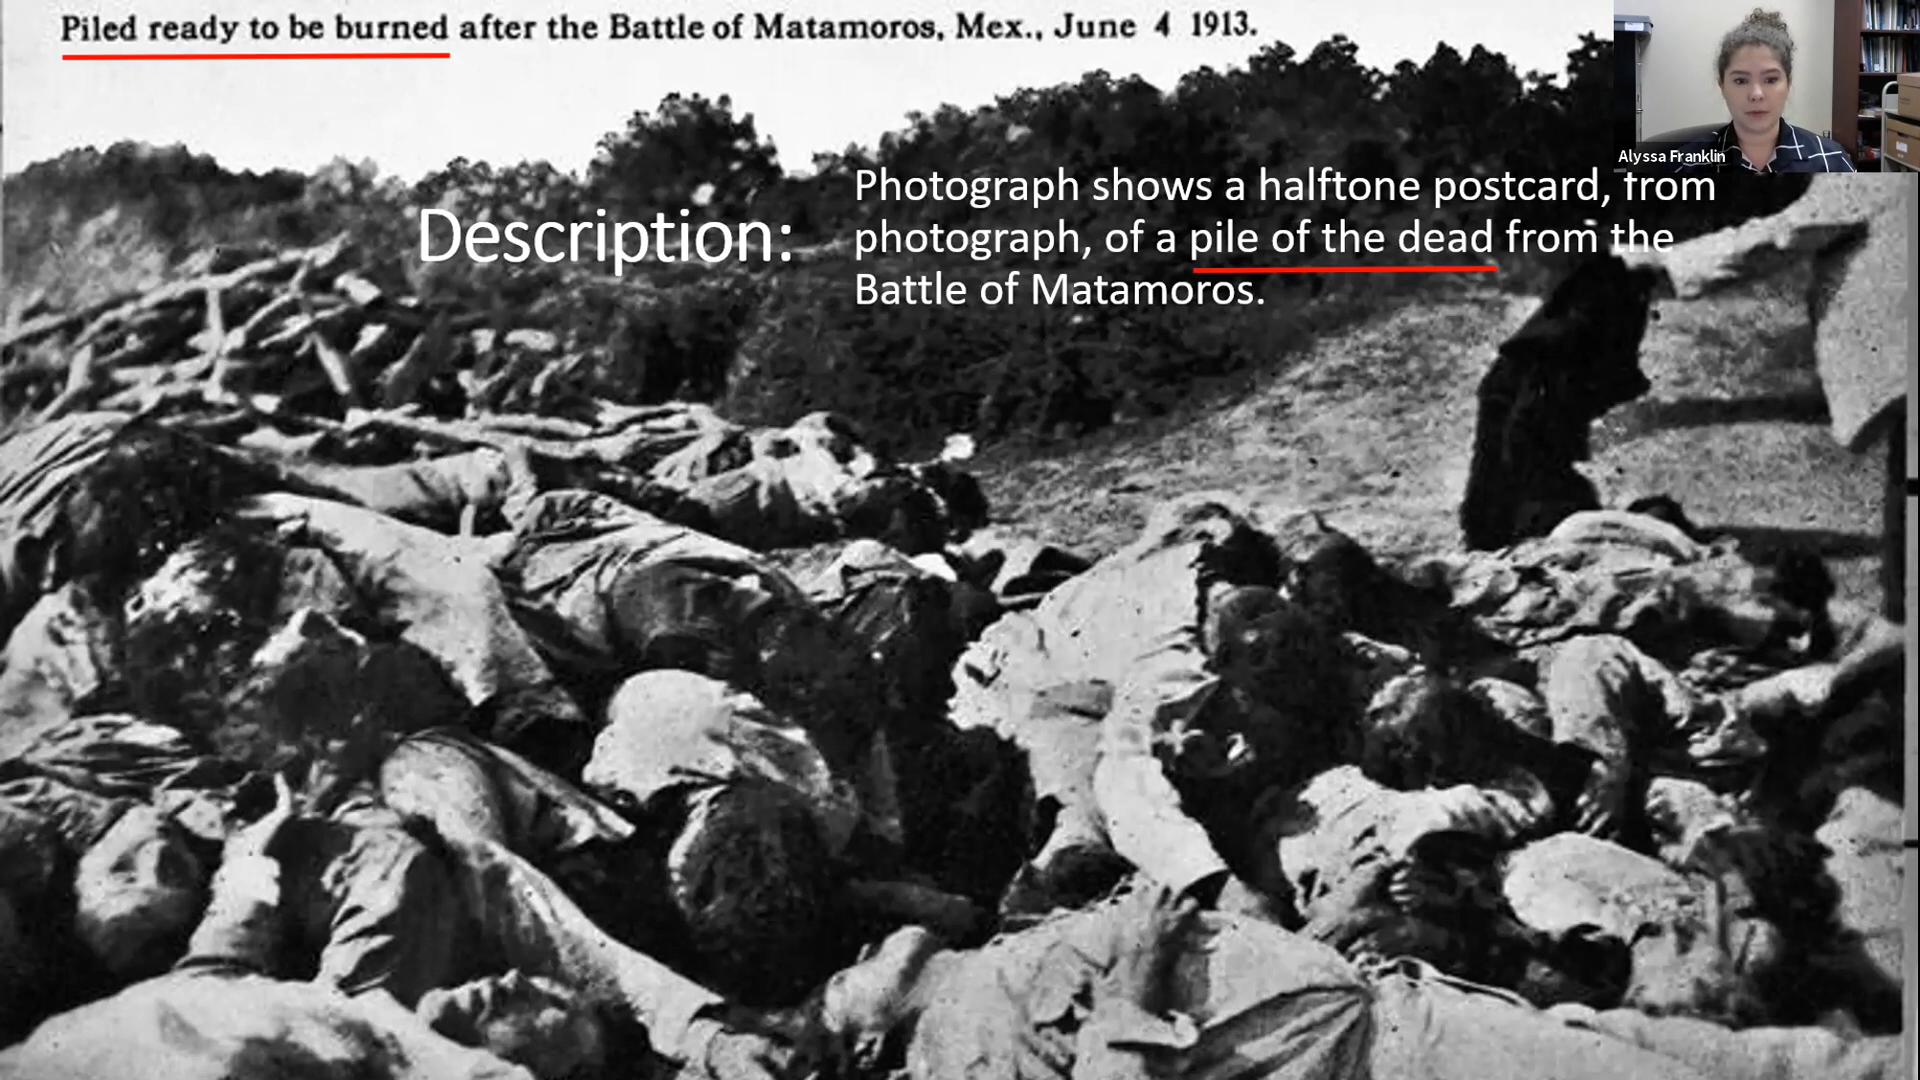 Piled ready to be burned after the Battle of Matamoros, Mex., June 4 1913.
Alyssa Franklin
Description:
Photograph shows a halftone postcard, from
photograph, of a pile of the dead from the
Battle of Matamoros.